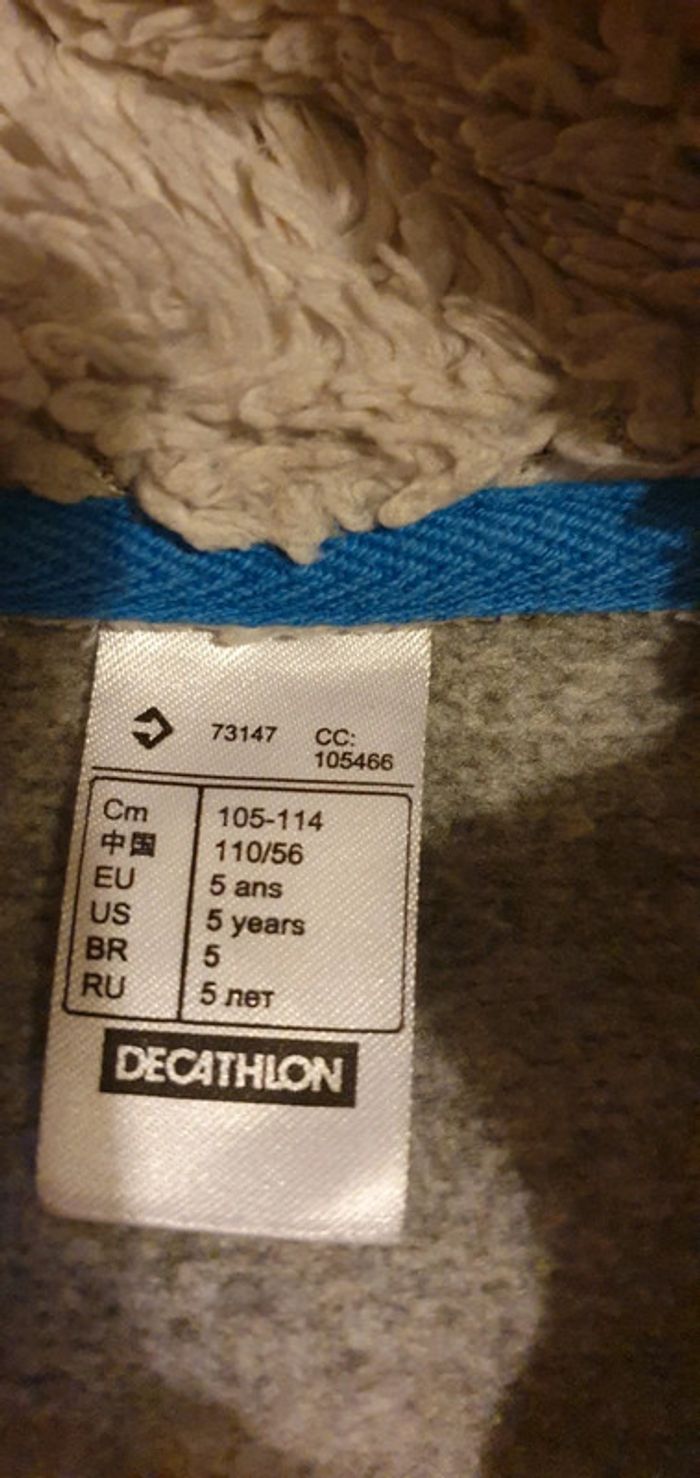 73147 CC:
105466
Cm 105-114
中国 110/56
EU 5 ans
US 5 years
BR 5
RU 5 лет
DECATHLON